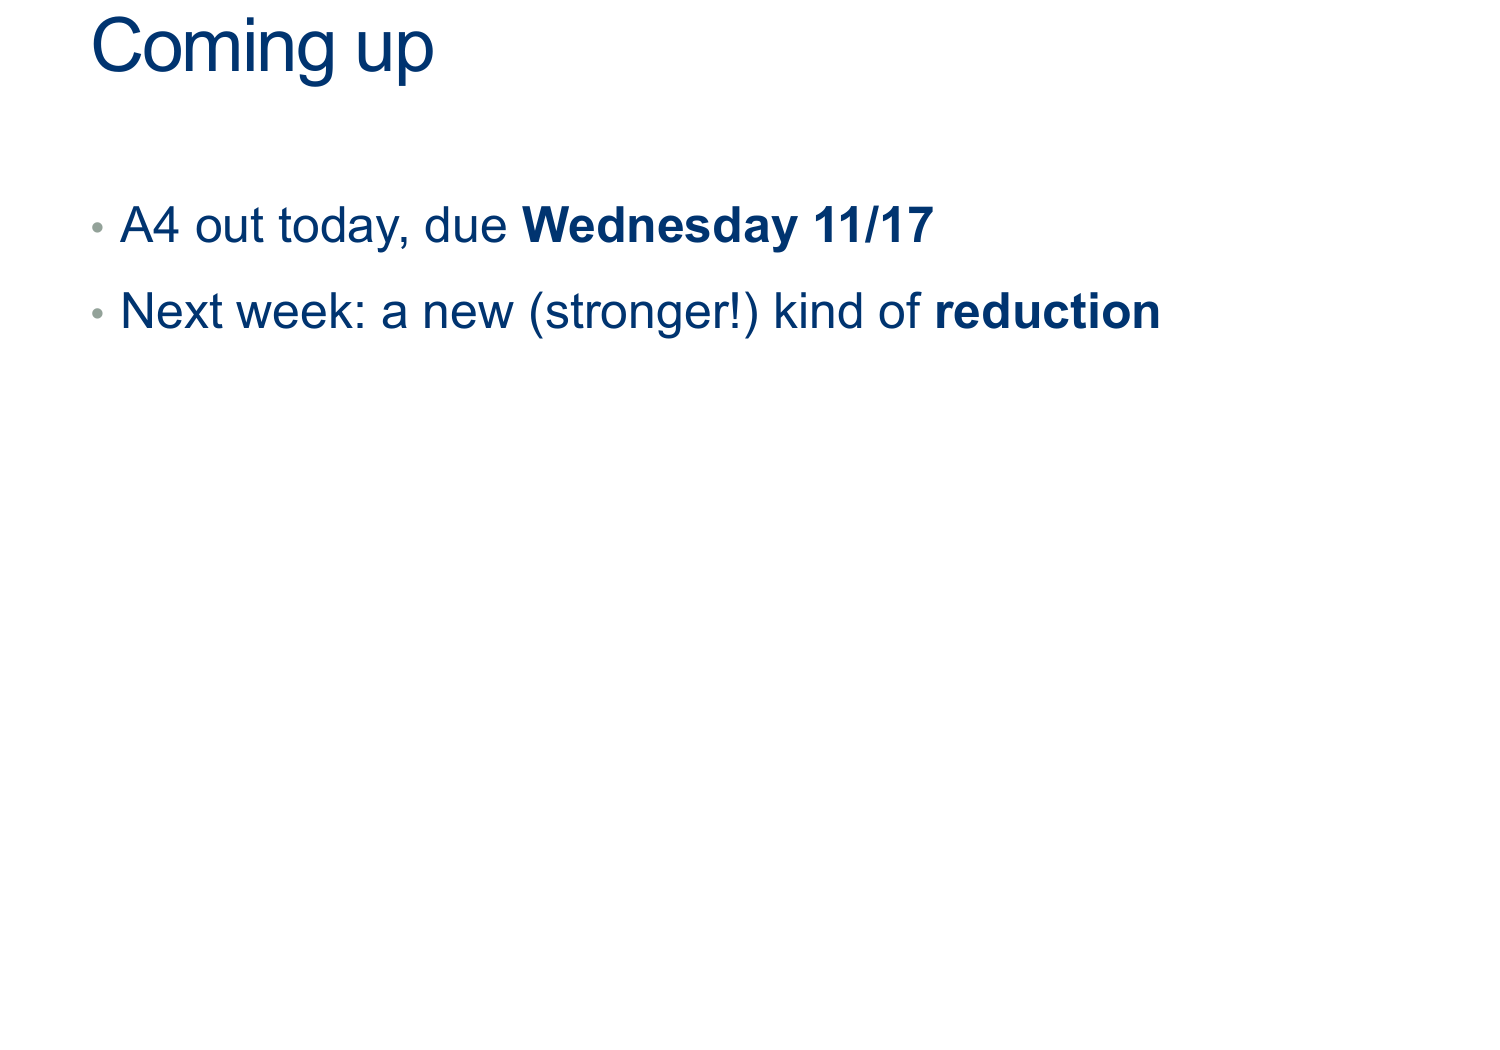 Coming up
• A4 out today, due Wednesday 11/17
• Next week: a new (stronger!) kind of reduction